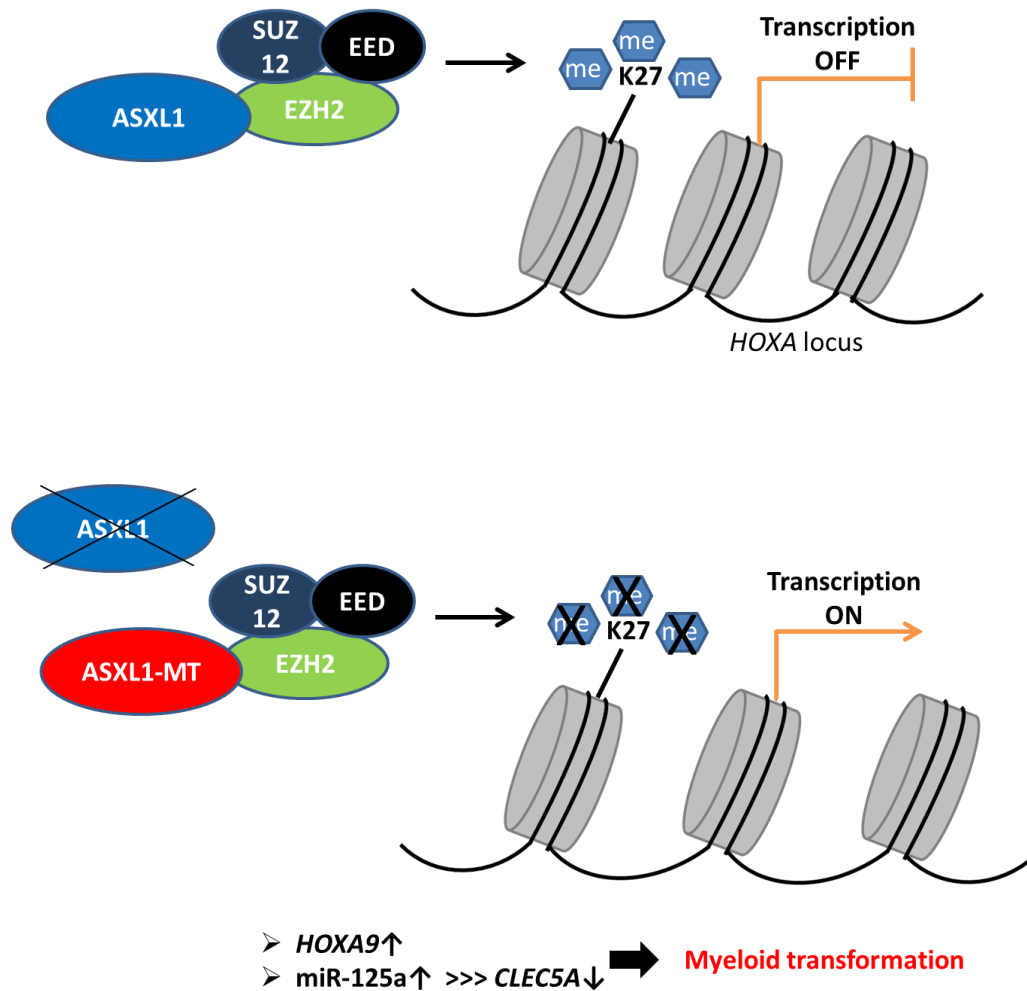 SUZ
12
EED
ASXL1
EZH2
me
me
me
K27
Transcription
OFF
HOXA locus
ASXL1
SUZ
12
EED
ASXL1-MT
EZH2
me
me
me
K27
Transcription
ON
➢ HOXA9↑
➢ miR-125a↑ >>> CLEC5A↓
Myeloid transformation